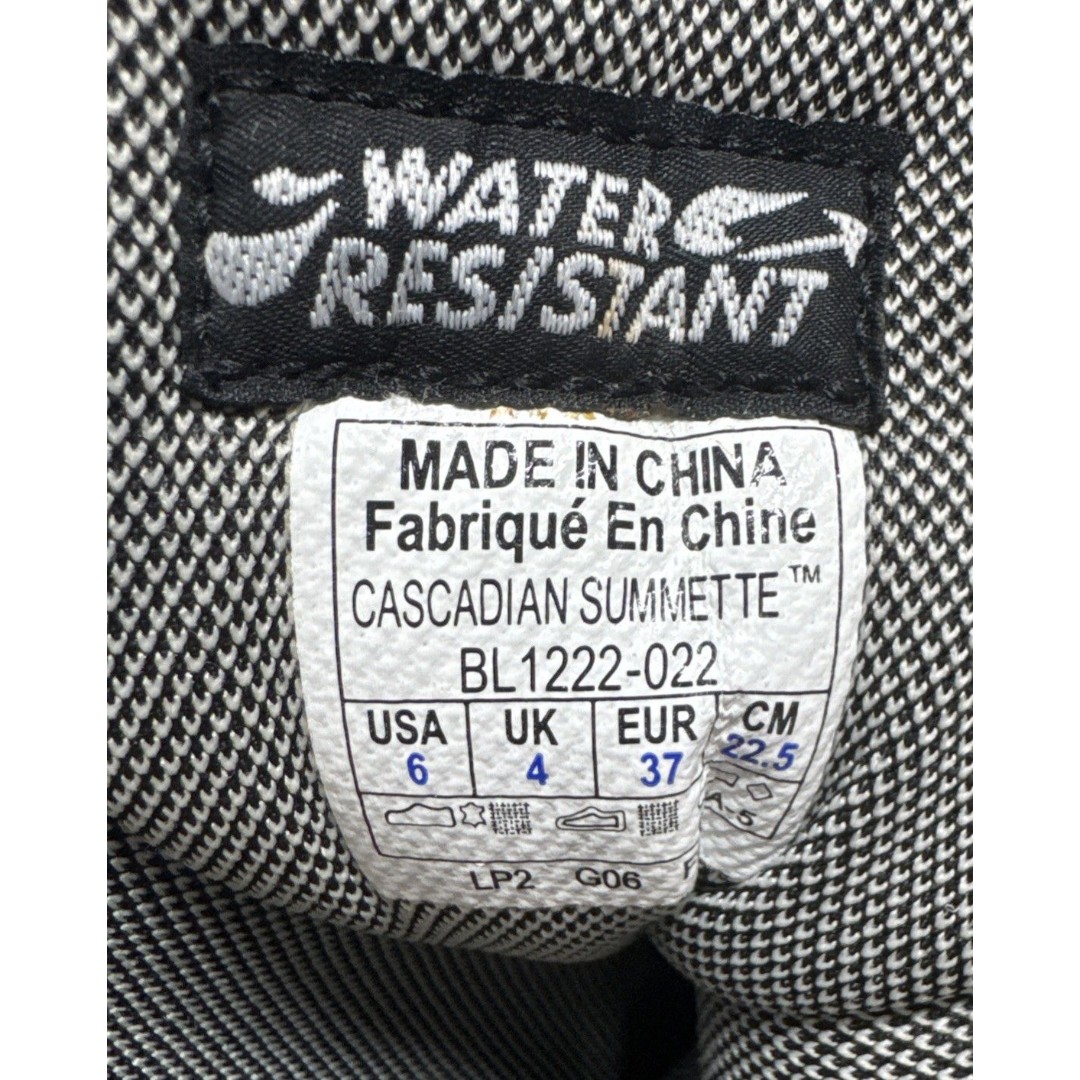 WATER
RESISTANT
MADE IN CHINA
Fabriqué En Chine
CASCADIAN SUMMETTE™
BL1222-022
USA UK EUR CM
6 4 37 22.5
LP2 G06